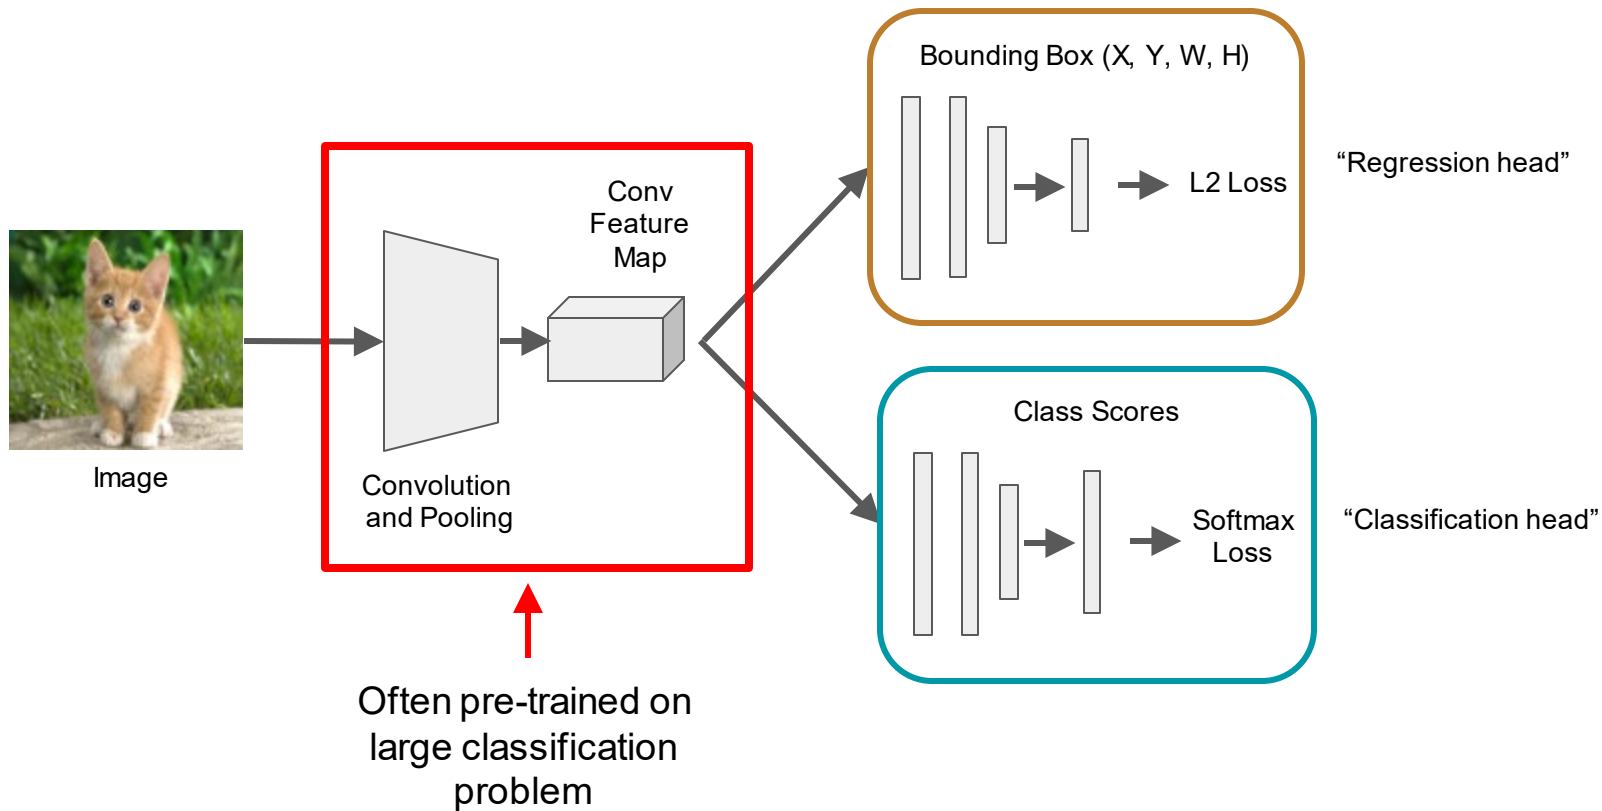 Image
Convolution
and Pooling
Conv
Feature
Map
Often pre-trained on
large classification
problem
Bounding Box (X, Y, W, H)
L2 Loss
“Regression head”
Class Scores
Softmax
Loss
“Classification head”